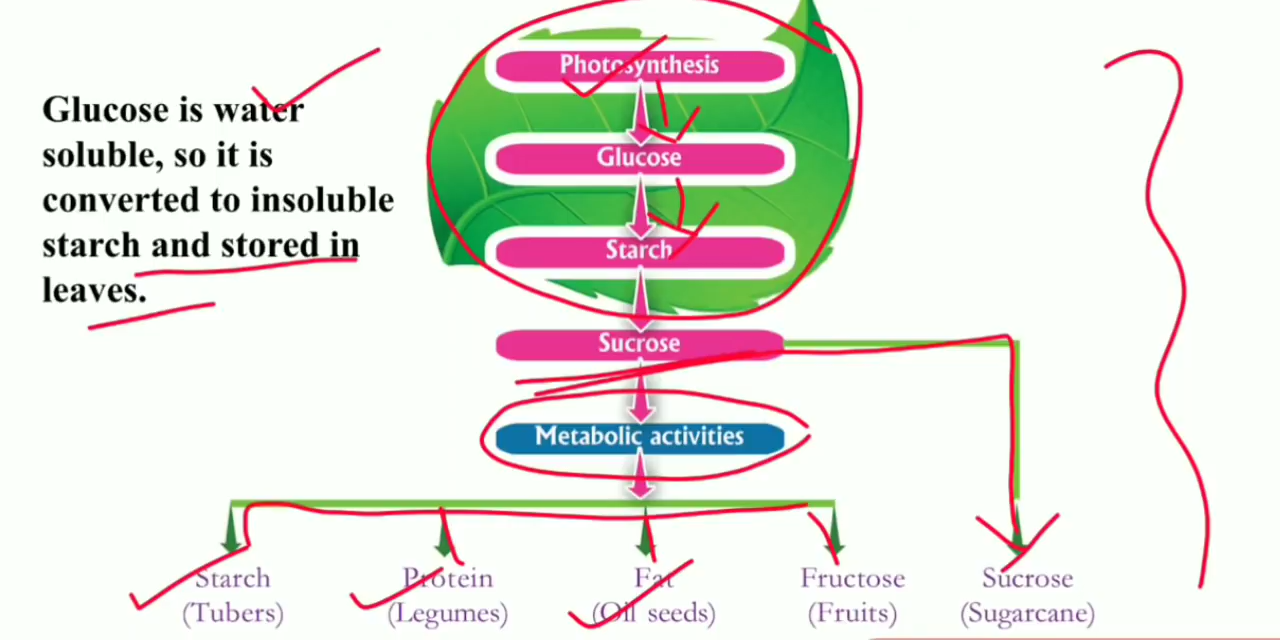 Glucose is water
soluble, so it is
converted to insoluble
starch and stored in
leaves.
Photosynthesis
Glucose
Starch
Sucrose
Metabolic activities
Starch
(Tubers)
Protein
(Legumes)
Fat
(Oil seeds)
Fructose
(Fruits)
Sucrose
(Sugarcane)